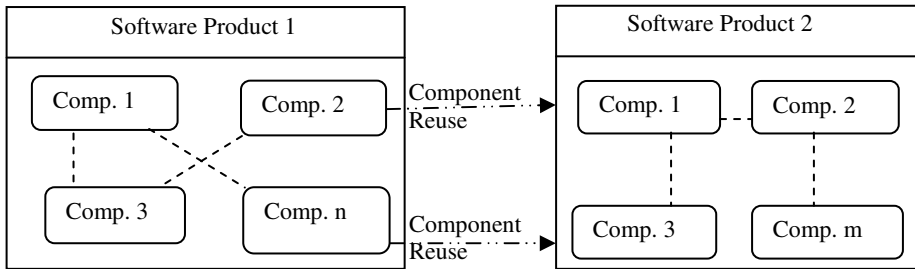 Software Product 1
Comp. 1
Comp. 2
Comp. 3
Comp. n
Component
Reuse
Component
Reuse
Software Product 2
Comp. 1
Comp. 2
Comp. 3
Comp. m